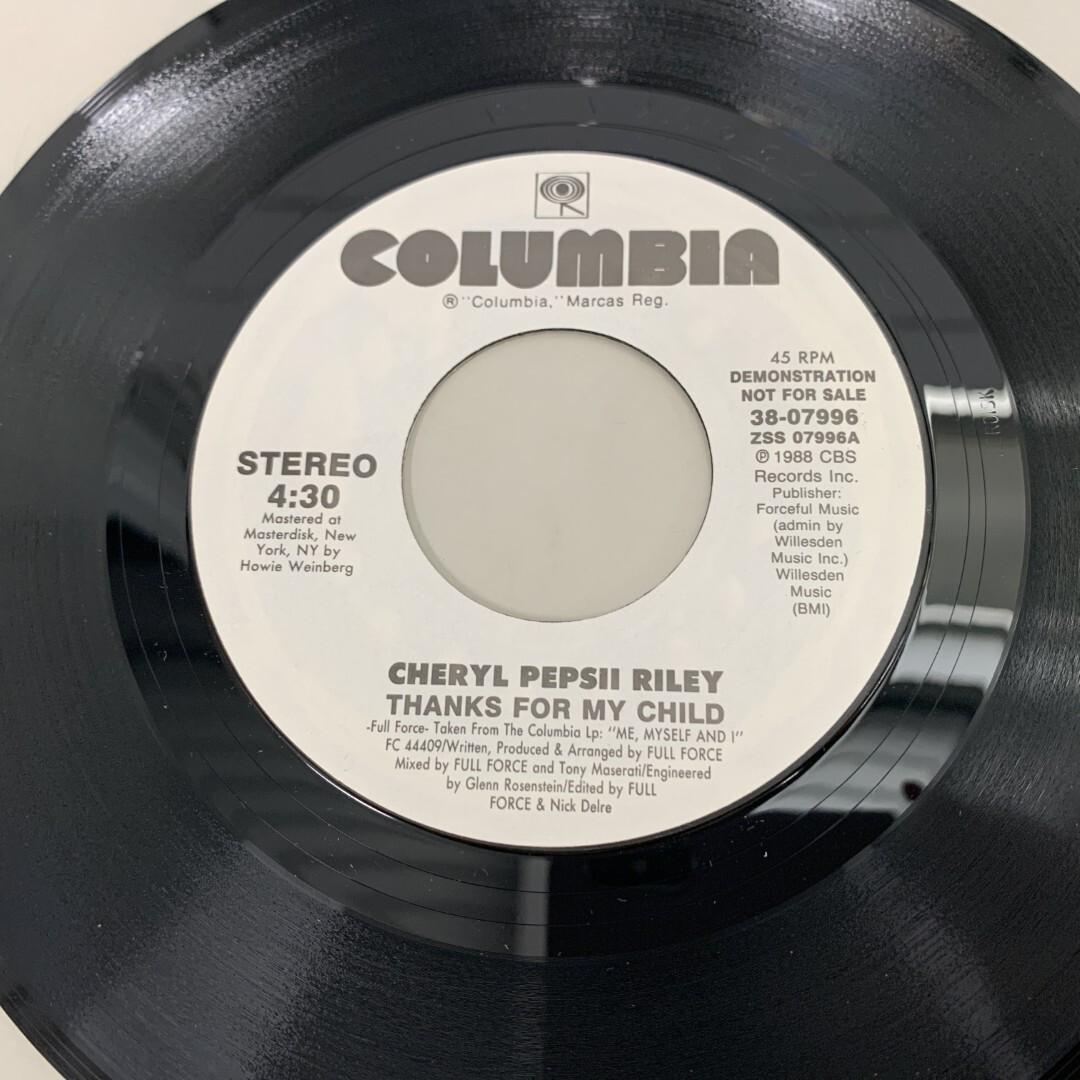 COLUMBIA
® "Columbia," Marcas Reg.
45 RPM
DEMONSTRATION
NOT FOR SALE
38-07996
ZSS 07996A
℗ 1988 CBS
Records Inc.
Publisher:
Forceful Music
(admin by
Willesden
Music Inc.)
Willesden
Music
(BMI)
STEREO
4:30
Mastered at
Masterdisk, New
York, NY by
Howie Weinberg
CHERYL PEPSII RILEY
THANKS FOR MY CHILD
-Full Force- Taken From The Columbia Lp: "ME, MYSELF AND I"
FC 44409/Written, Produced & Arranged by FULL FORCE
Mixed by FULL FORCE and Tony Maserati/Engineered
by Glenn Rosenstein/Edited by FULL
FORCE & Nick Delre